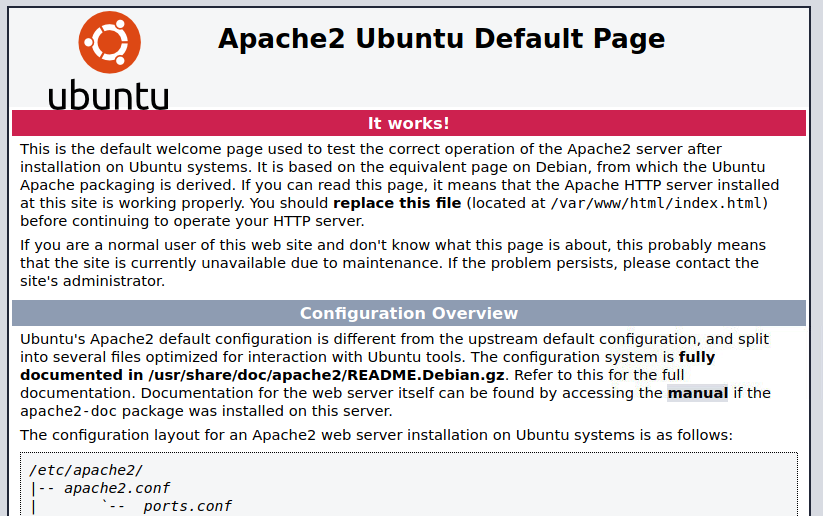 Apache2 Ubuntu Default Page
ubuntu
It works!
This is the default welcome page used to test the correct operation of the Apache2 server after
installation on Ubuntu systems. It is based on the equivalent page on Debian, from which the Ubuntu
Apache packaging is derived. If you can read this page, it means that the Apache HTTP server installed
at this site is working properly. You should replace this file (located at /var/www/html/index.html)
before continuing to operate your HTTP server.
If you are a normal user of this web site and don't know what this page is about, this probably means
that the site is currently unavailable due to maintenance. If the problem persists, please contact the
site's administrator.
Configuration Overview
Ubuntu's Apache2 default configuration is different from the upstream default configuration, and split
into several files optimized for interaction with Ubuntu tools. The configuration system is fully
documented in /usr/share/doc/apache2/README.Debian.gz. Refer to this for the full
documentation. Documentation for the web server itself can be found by accessing the manual if the
apache2-doc package was installed on this server.
The configuration layout for an Apache2 web server installation on Ubuntu systems is as follows:
/etc/apache2/
|-- apache2.conf
|       `--  ports.conf